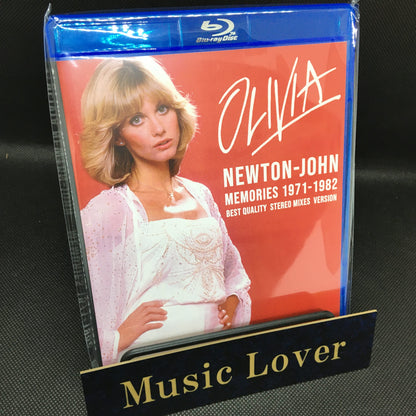 Blu-ray Disc
OLIVIA
NEWTON-JOHN
MEMORIES 1971-1982
BEST QUALITY STEREO MIXES VERSION
Music Lover